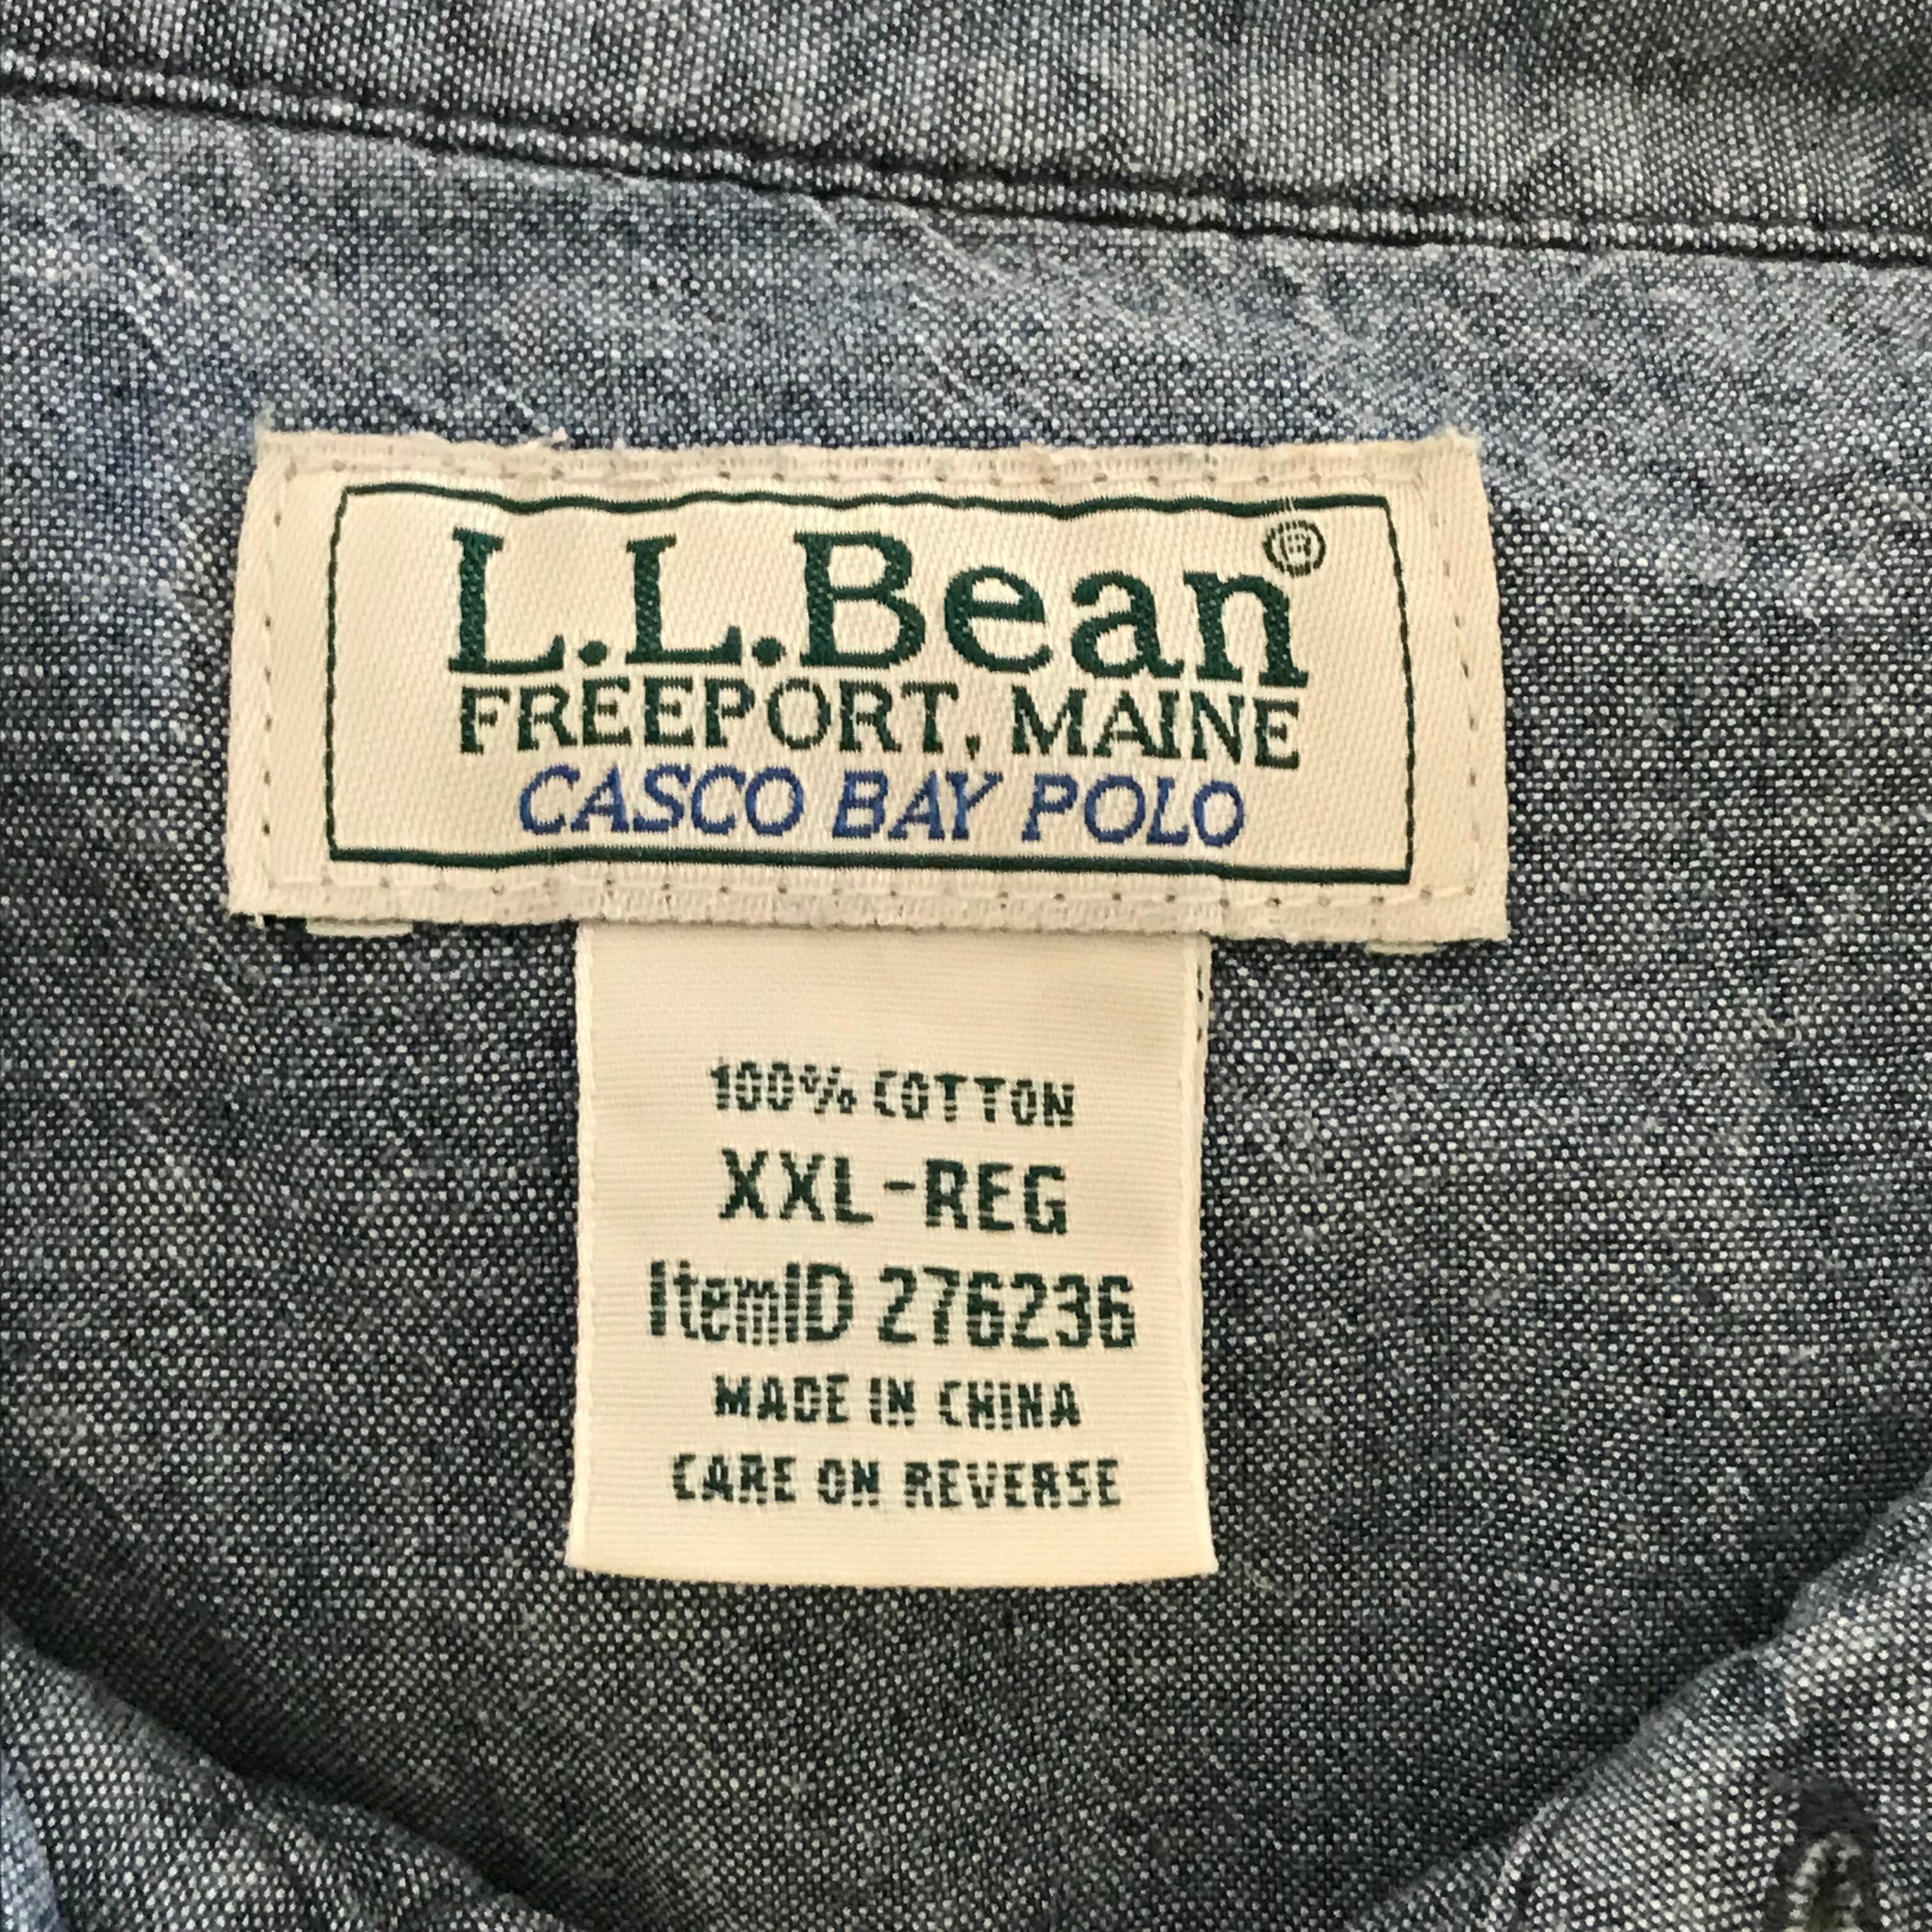 L.L.Bean®
FREEPORT, MAINE
CASCO BAY POLO
100% COTTON
XXL-REG
ItemID 276236
MADE IN CHINA
CARE ON REVERSE